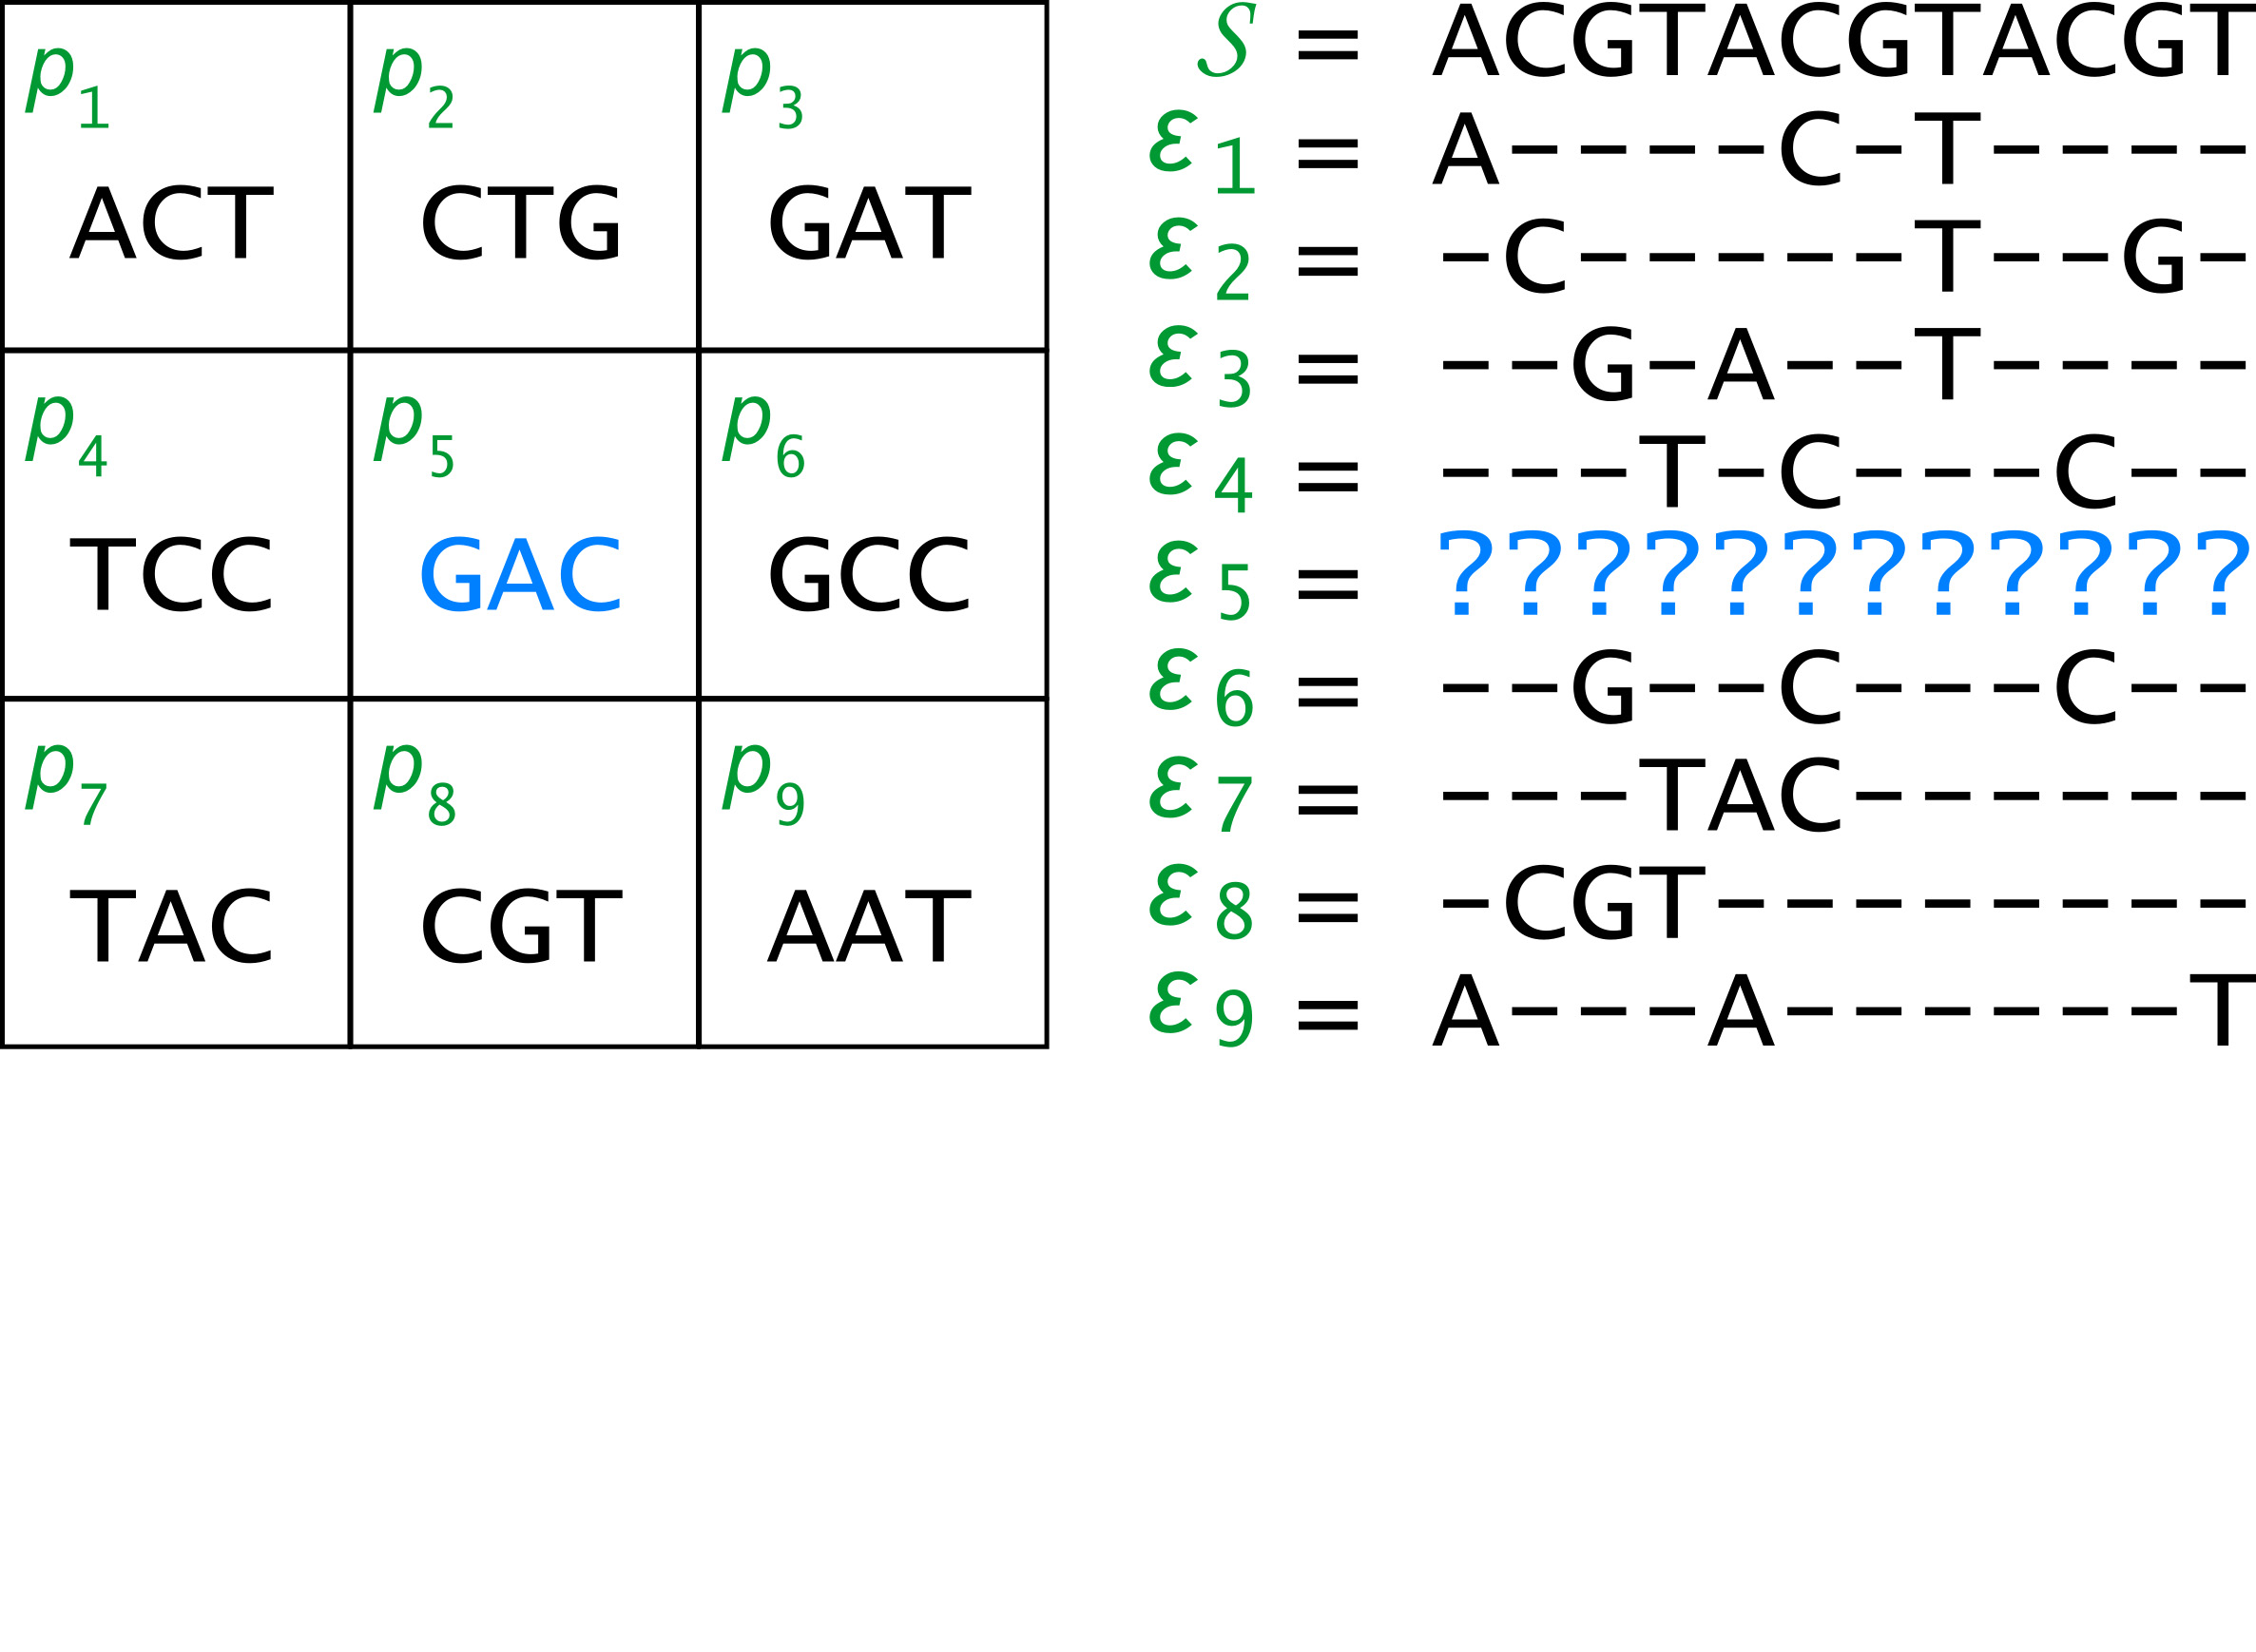 p1 p2 p3
ACT CTG GAT
p4 p5 p6
TCC GAC GCC
p7 p8 p9
TAC CGT AAT
S = ACGTACGTACGT
ε1 = A----C-T----
ε2 = -C-----T--G-
ε3 = --G-A--T----
ε4 = ---T-C---C--
ε5 = ????????????
ε6 = --G--C---C--
ε7 = ---TAC------
ε8 = -CGT--------
ε9 = A---A------T